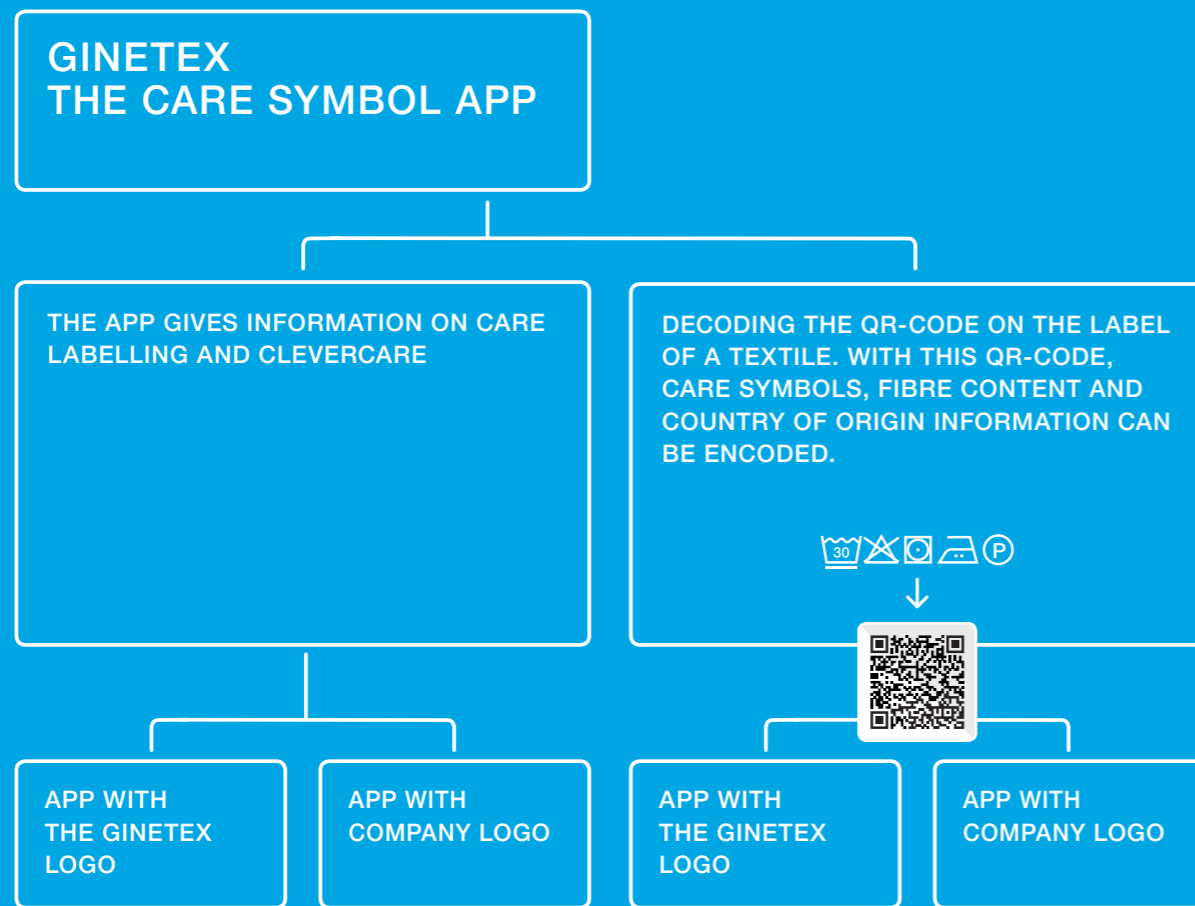 GINETEX
THE CARE SYMBOL APP
THE APP GIVES INFORMATION ON CARE
LABELLING AND CLEVERCARE
DECODING THE QR-CODE ON THE LABEL
OF A TEXTILE. WITH THIS QR-CODE,
CARE SYMBOLS, FIBRE CONTENT AND
COUNTRY OF ORIGIN INFORMATION CAN
BE ENCODED.
30 P
APP WITH
THE GINETEX
LOGO
APP WITH
COMPANY LOGO
APP WITH
THE GINETEX
LOGO
APP WITH
COMPANY LOGO